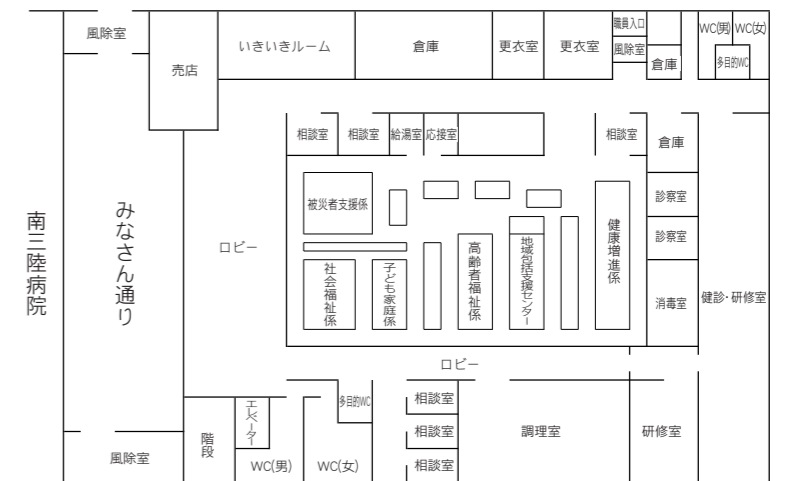 風除室
職員入口
WC(男)
WC(女)
いきいきルーム
倉庫
更衣室
更衣室
風除室
売店
倉庫
多目的WC
相談室
相談室
給湯室
応接室
相談室
倉庫
被災者支援係
診察室
南三陸病院
みなさん通り
ロビー
健康増進係
診察室
社会福祉係
子ども家庭係
高齢者福祉係
地域包括支援センター
消毒室
健診・研修室
ロビー
エレベーター
多目的WC
相談室
階段
相談室
調理室
研修室
風除室
WC(男)
WC(女)
相談室